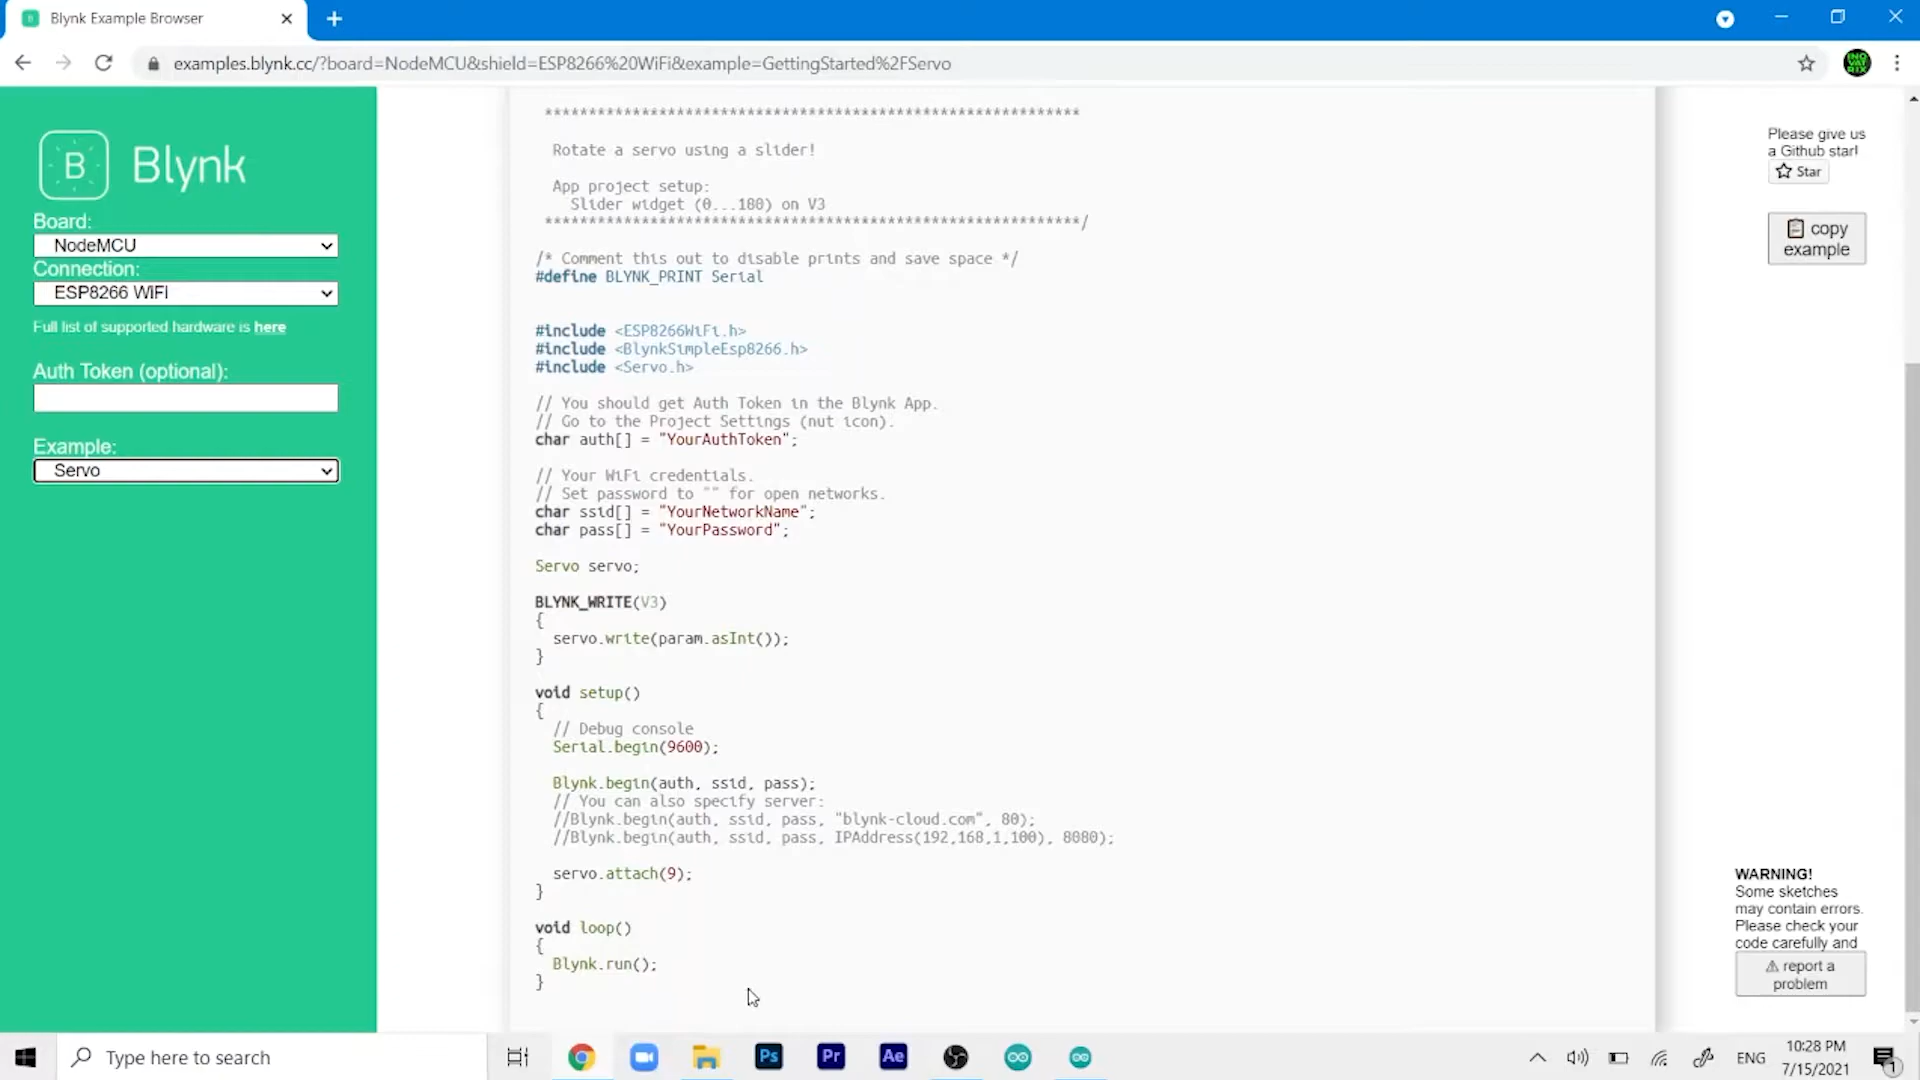 Blynk Example Browser
examples.blynk.cc/?board=NodeMCU&shield=ESP8266%20WiFi&example=GettingStarted%2FServo
INO
VAT
RIX
B Blynk
Board:
NodeMCU
Connection:
ESP8266 WiFi
Full list of supported hardware is here
Auth Token (optional):
Example:
Servo
*************************************************************
Rotate a servo using a slider!
App project setup:
Slider widget (0...180) on V3
*************************************************************/
/* Comment this out to disable prints and save space */
#define BLYNK_PRINT Serial
#include <ESP8266WiFi.h>
#include <BlynkSimpleEsp8266.h>
#include <Servo.h>
// You should get Auth Token in the Blynk App.
// Go to the Project Settings (nut icon).
char auth[] = "YourAuthToken";
// Your WiFi credentials.
// Set password to "" for open networks.
char ssid[] = "YourNetworkName";
char pass[] = "YourPassword";
Servo servo;
BLYNK_WRITE(V3)
{
servo.write(param.asInt());
}
void setup()
{
// Debug console
Serial.begin(9600);
Blynk.begin(auth, ssid, pass);
// You can also specify server:
//Blynk.begin(auth, ssid, pass, "blynk-cloud.com", 80);
//Blynk.begin(auth, ssid, pass, IPAddress(192,168,1,100), 8080);
servo.attach(9);
}
void loop()
{
Blynk.run();
}
Please give us
a Github star!
Star
copy
example
WARNING!
Some sketches
may contain errors.
Please check your
code carefully and
report a
problem
Type here to search
Ps
Pr
Ae
ENG
10:28 PM
7/15/2021
1